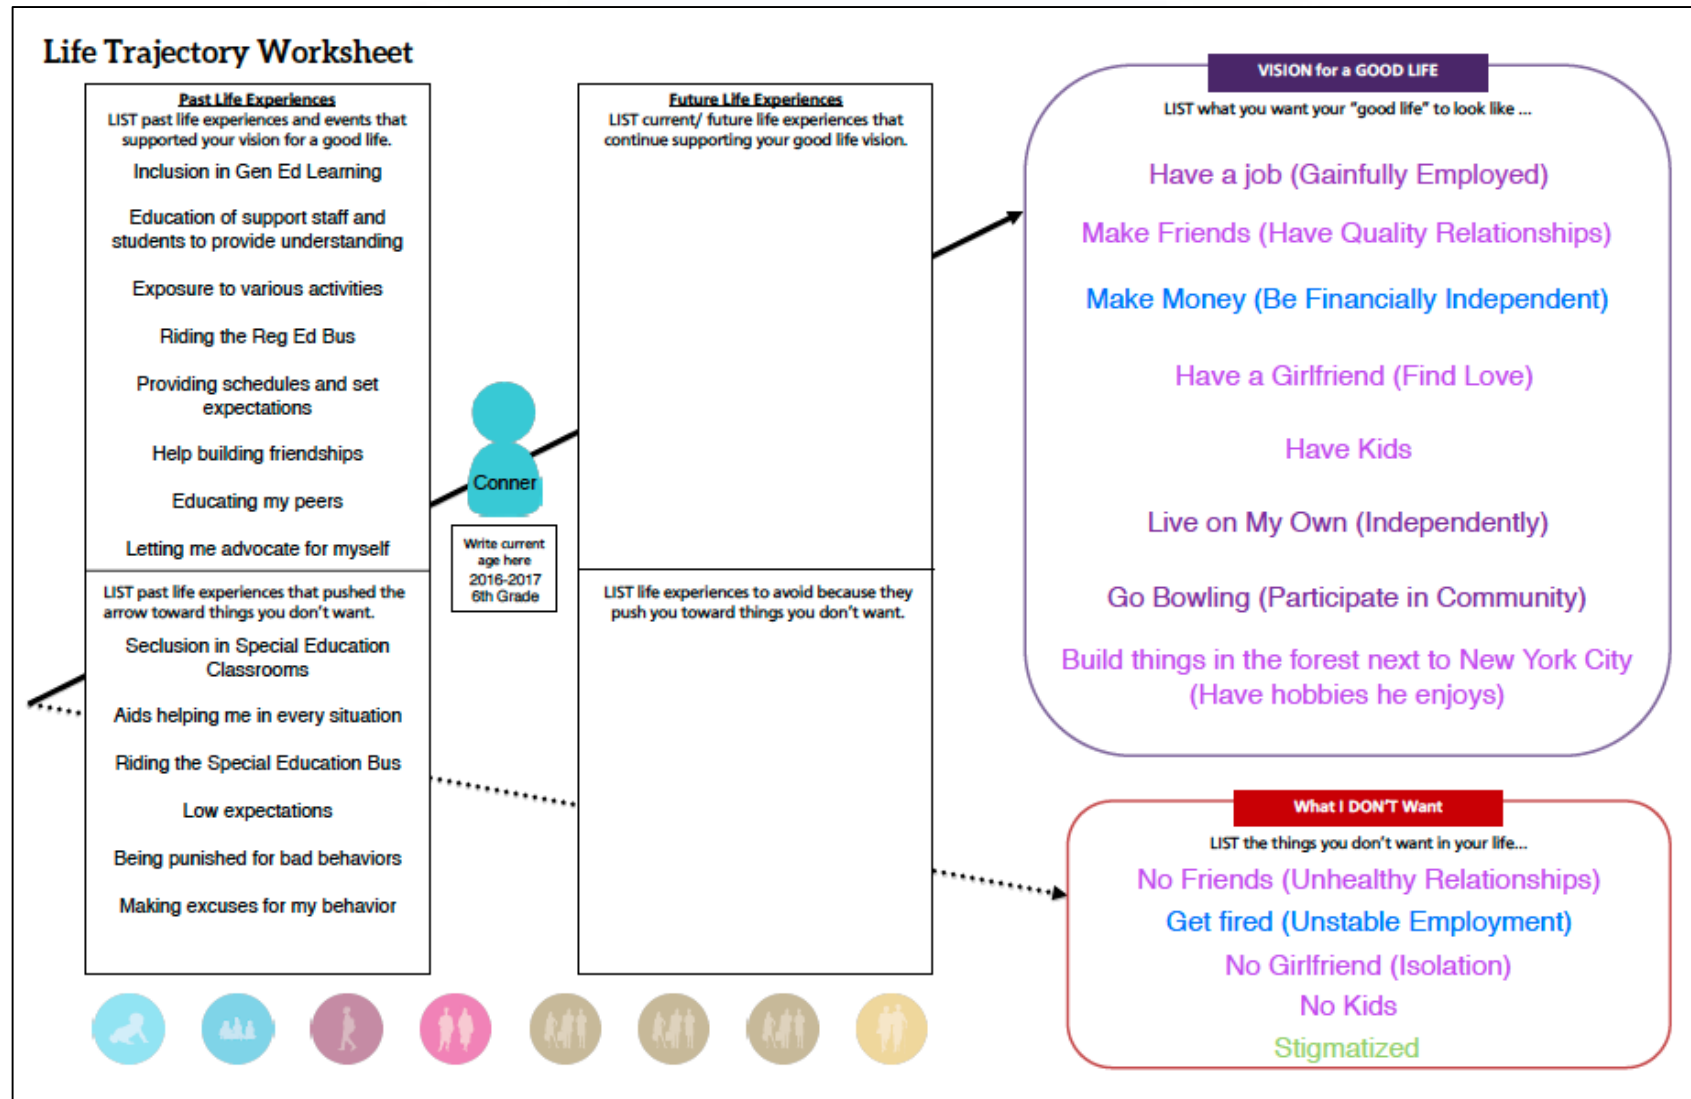 Life Trajectory Worksheet
Past Life Experiences
LIST past life experiences and events that
supported your vision for a good life.
Inclusion in Gen Ed Learning
Education of support staff and
students to provide understanding
Exposure to various activities
Riding the Reg Ed Bus
Providing schedules and set
expectations
Help building friendships
Educating my peers
Letting me advocate for myself
LIST past life experiences that pushed the
arrow toward things you don't want.
Seclusion in Special Education
Classrooms
Aids helping me in every situation
Riding the Special Education Bus
Low expectations
Being punished for bad behaviors
Making excuses for my behavior
Conner
Write current
age here
2016-2017
6th Grade
Future Life Experiences
LIST current/ future life experiences that
continue supporting your good life vision.
LIST life experiences to avoid because they
push you toward things you don't want.
VISION for a GOOD LIFE
LIST what you want your “good life” to look like ...
Have a job (Gainfully Employed)
Make Friends (Have Quality Relationships)
Make Money (Be Financially Independent)
Have a Girlfriend (Find Love)
Have Kids
Live on My Own (Independently)
Go Bowling (Participate in Community)
Build things in the forest next to New York City
(Have hobbies he enjoys)
What I DON'T Want
LIST the things you don't want in your life...
No Friends (Unhealthy Relationships)
Get fired (Unstable Employment)
No Girlfriend (Isolation)
No Kids
Stigmatized